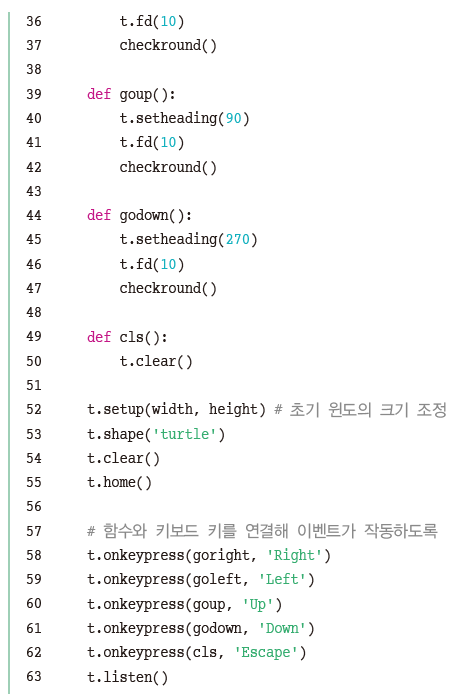 36 t.fd(10)
37 checkround()
38
39 def goup():
40 t.setheading(90)
41 t.fd(10)
42 checkround()
43
44 def godown():
45 t.setheading(270)
46 t.fd(10)
47 checkround()
48
49 def cls():
50 t.clear()
51
52 t.setup(width, height) # 초기 윈도의 크기 조정
53 t.shape('turtle')
54 t.clear()
55 t.home()
56
57 # 함수와 키보드 키를 연결해 이벤트가 작동하도록
58 t.onkeypress(goright, 'Right')
59 t.onkeypress(goleft, 'Left')
60 t.onkeypress(goup, 'Up')
61 t.onkeypress(godown, 'Down')
62 t.onkeypress(cls, 'Escape')
63 t.listen()